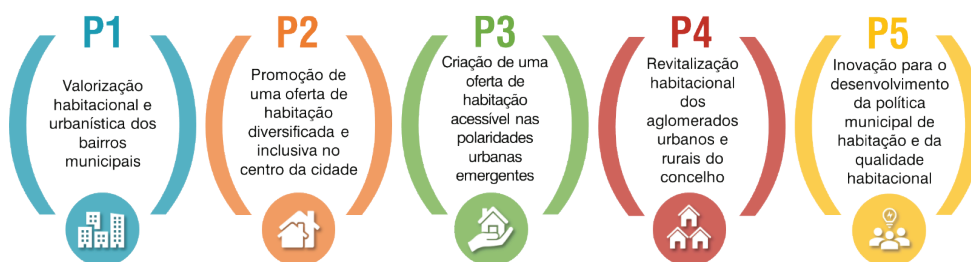 P1
Valorização
habitacional e
urbanística dos
bairros
municipais
P2
Promoção de
uma oferta de
habitação
diversificada e
inclusiva no
centro da cidade
P3
Criação de uma
oferta de
habitação
acessível nas
polaridades
urbanas
emergentes
P4
Revitalização
habitacional
dos
aglomerados
urbanos e
rurais do
concelho
P5
Inovação para o
desenvolvimento
da política
municipal de
habitação e da
qualidade
habitacional